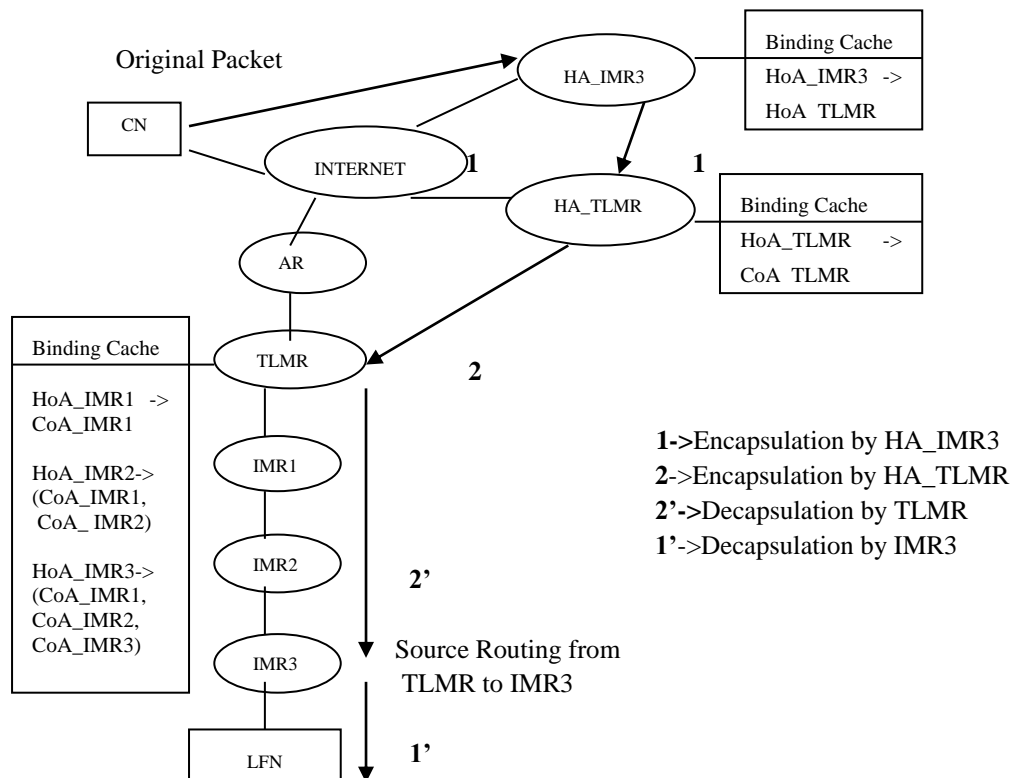 Original Packet
CN
HA_IMR3
Binding Cache
HoA_IMR3 ->
HoA TLMR
INTERNET
1
1
HA_TLMR
Binding Cache
HoA_TLMR ->
CoA TLMR
AR
TLMR
2
Binding Cache
HoA_IMR1 ->
CoA_IMR1
HoA_IMR2->
(CoA_IMR1,
CoA_ IMR2)
HoA_IMR3->
(CoA_IMR1,
CoA_IMR2,
CoA_IMR3)
IMR1
IMR2
IMR3
LFN
1->Encapsulation by HA_IMR3
2->Encapsulation by HA_TLMR
2’->Decapsulation by TLMR
1’->Decapsulation by IMR3
2’
Source Routing from
TLMR to IMR3
1’